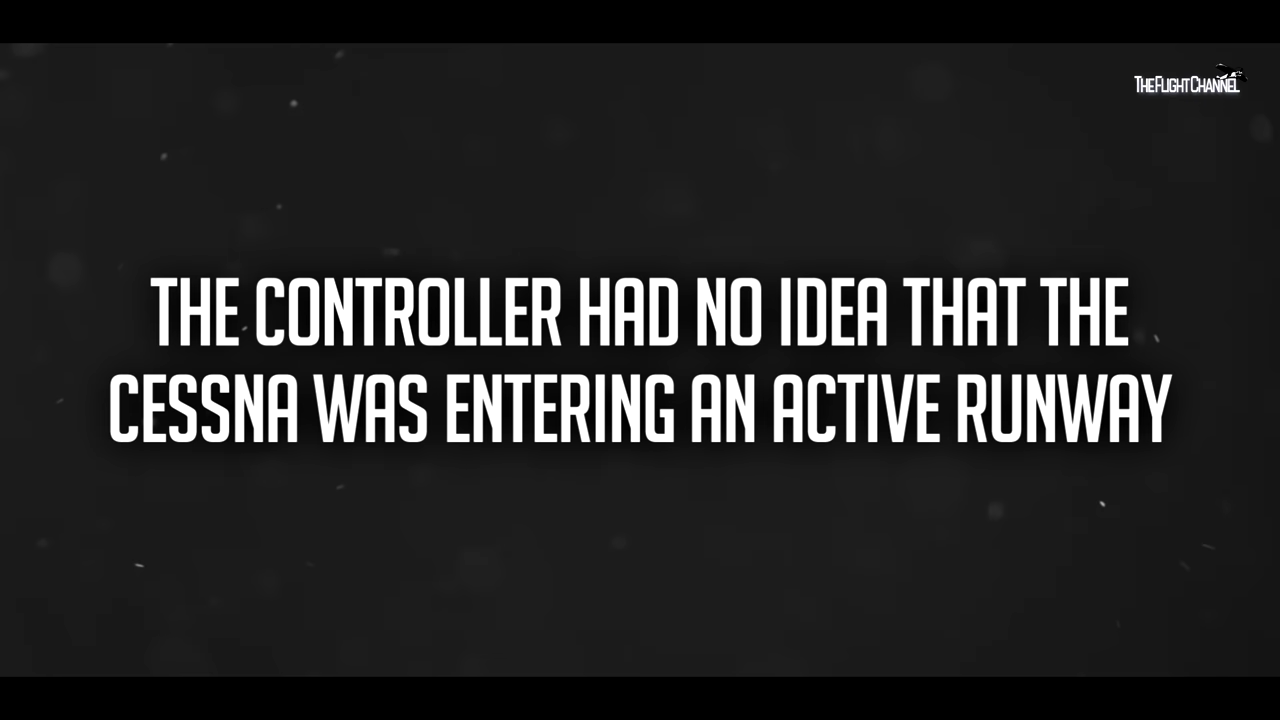 THEFLIGHTCHANNEL
THE CONTROLLER HAD NO IDEA THAT THE
CESSNA WAS ENTERING AN ACTIVE RUNWAY